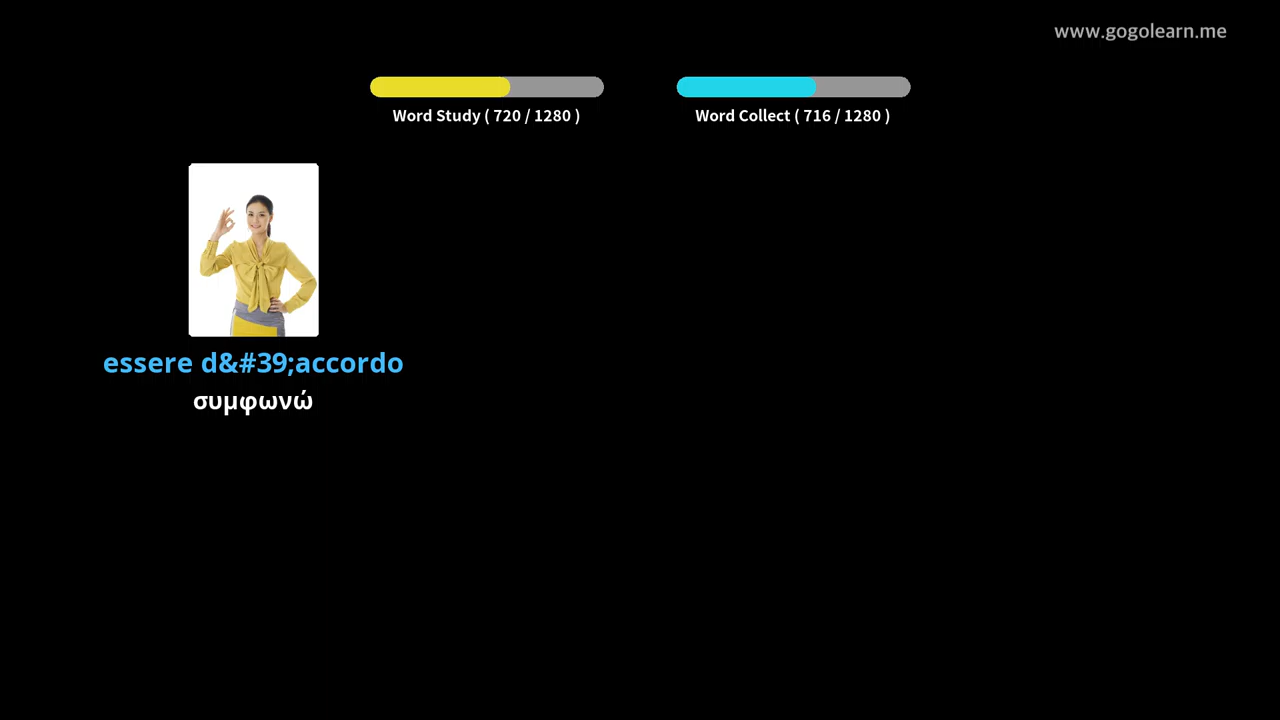 www.gogolearn.me
Word Study ( 720 / 1280 )
Word Collect ( 716 / 1280 )
essere d&#39;accordo
συμφωνώ